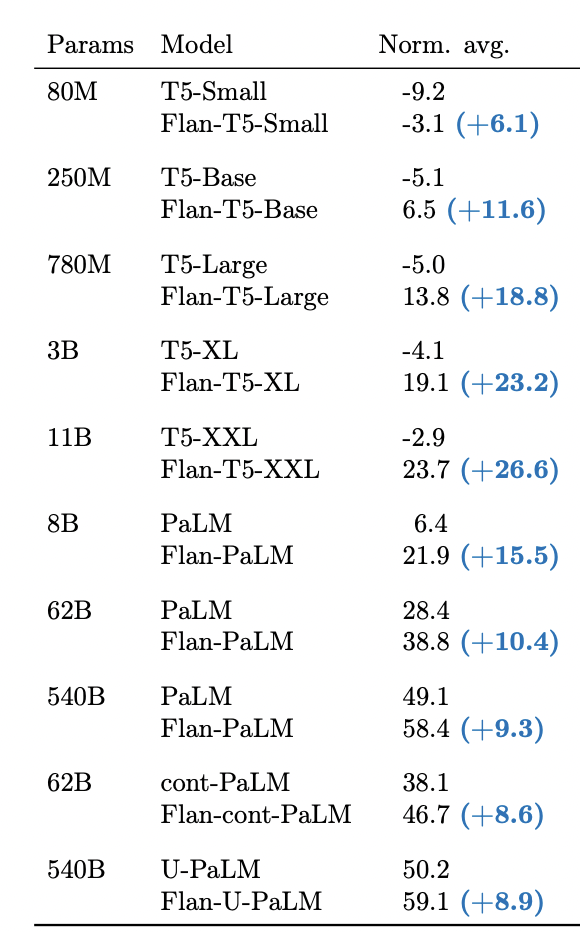 Params Model Norm. avg.
80M T5-Small -9.2
Flan-T5-Small -3.1 (+6.1)
250M T5-Base -5.1
Flan-T5-Base 6.5 (+11.6)
780M T5-Large -5.0
Flan-T5-Large 13.8 (+18.8)
3B T5-XL -4.1
Flan-T5-XL 19.1 (+23.2)
11B T5-XXL -2.9
Flan-T5-XXL 23.7 (+26.6)
8B PaLM 6.4
Flan-PaLM 21.9 (+15.5)
62B PaLM 28.4
Flan-PaLM 38.8 (+10.4)
540B PaLM 49.1
Flan-PaLM 58.4 (+9.3)
62B cont-PaLM 38.1
Flan-cont-PaLM 46.7 (+8.6)
540B U-PaLM 50.2
Flan-U-PaLM 59.1 (+8.9)